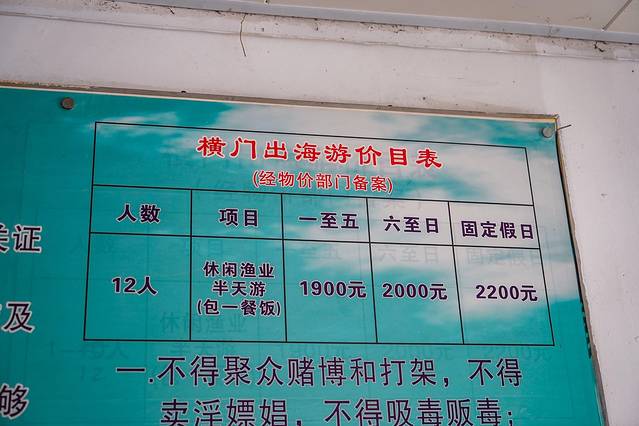 横门出海游价目表
(经物价部门备案)
人数 项目 一至五 六至日 固定假日
12人 休闲渔业 半天游 (包一餐饭) 1900元 2000元 2200元
关证
及
够
一.不得聚众赌博和打架，不得
卖淫嫖娼，不得吸毒贩毒；